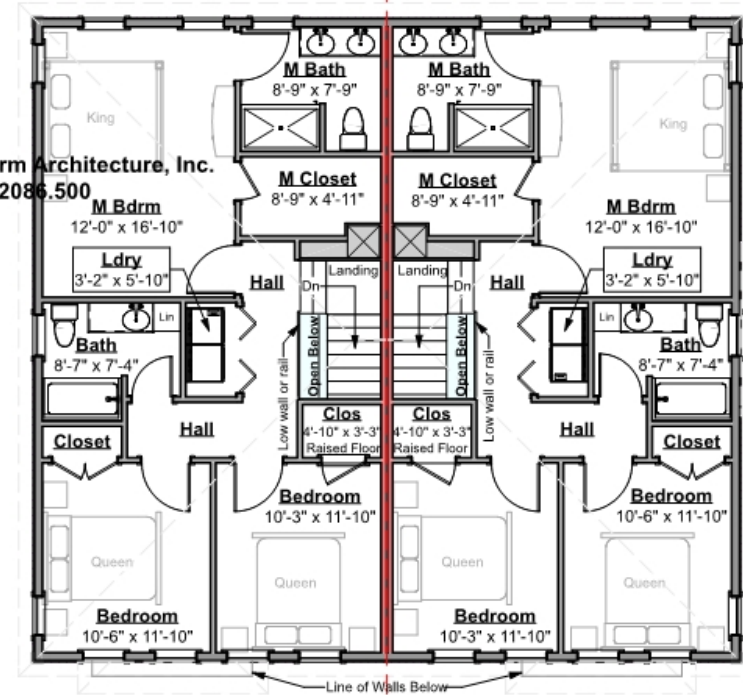 M Bath
8'-9" x 7'-9"
M Bath
8'-9" x 7'-9"
King
King
rm Architecture, Inc.
2086.500
M Closet
8'-9" x 4'-11"
M Closet
8'-9" x 4'-11"
M Bdrm
12'-0" x 16'-10"
M Bdrm
12'-0" x 16'-10"
Ldry
3'-2" x 5'-10"
Hall
Landing
Dn
Landing
Dn
Hall
Ldry
3'-2" x 5'-10"
Lin
Lin
Bath
8'-7" x 7'-4"
Bath
8'-7" x 7'-4"
Low wall or rail
Open Below
Open Below
Low wall or rail
Closet
Hall
Clos
4'-10" x 3'-3"
Raised Floor
Clos
4'-10" x 3'-3"
Raised Floor
Hall
Closet
Bedroom
10'-3" x 11'-10"
Bedroom
10'-6" x 11'-10"
Queen
Queen
Queen
Queen
Bedroom
10'-6" x 11'-10"
Bedroom
10'-3" x 11'-10"
Line of Walls Below